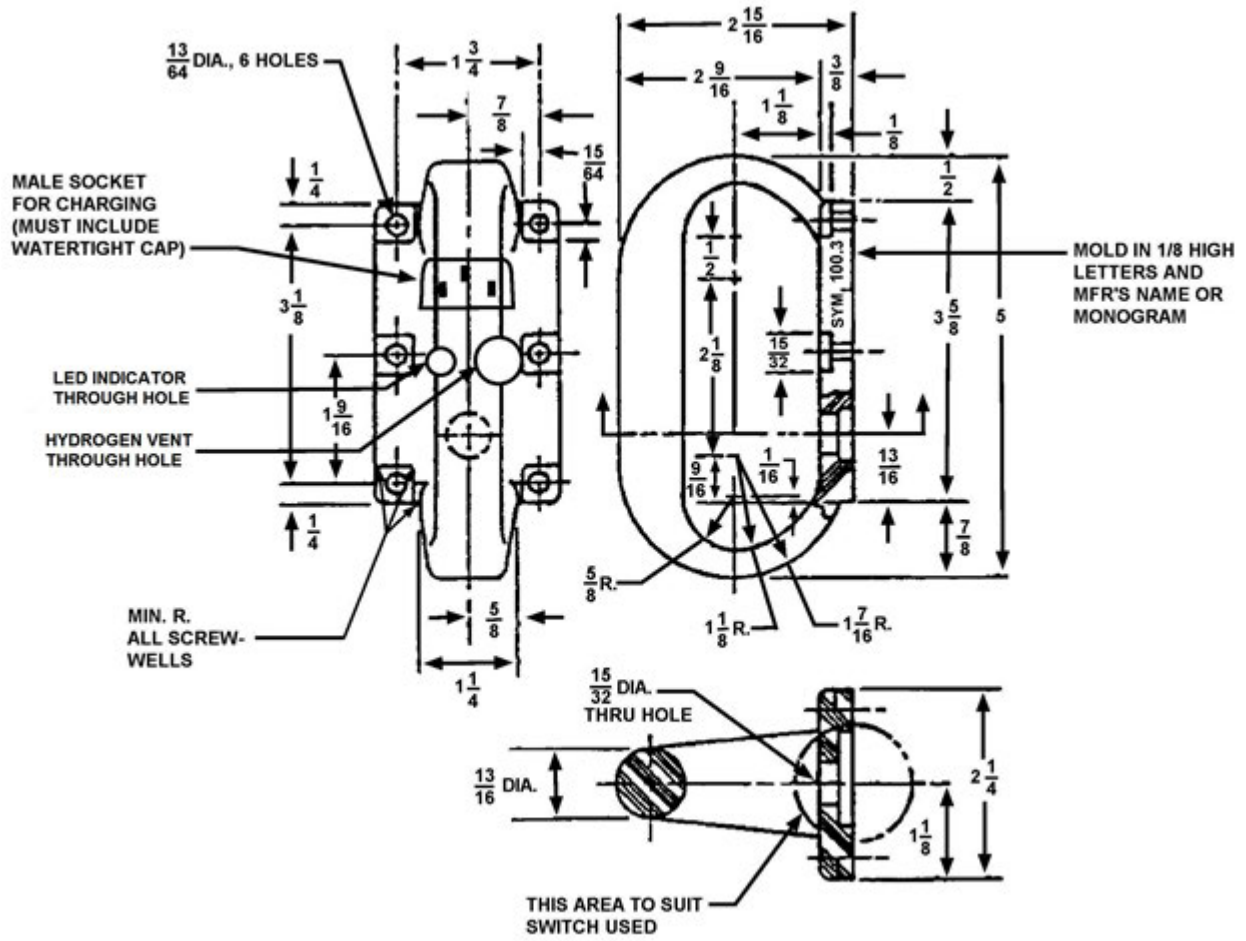 13/64 DIA., 6 HOLES
1 3/4
7/8
15/64
1/4
MALE SOCKET
FOR CHARGING
(MUST INCLUDE
WATERTIGHT CAP)
3 1/8
LED INDICATOR
THROUGH HOLE
1 9/16
HYDROGEN VENT
THROUGH HOLE
1/4
MIN. R.
ALL SCREW-
WELLS
5/8
1 1/4
2 15/16
2 9/16
3/8
1 1/8
1/8
1/2
1/2
SYM. 100.3
MOLD IN 1/8 HIGH
LETTERS AND
MFR'S NAME OR
MONOGRAM
3 5/8
5
2 1/8
15/32
9/16
1/16
13/16
7/8
5/8 R.
1 1/8 R.
1 7/16 R.
15/32 DIA.
THRU HOLE
13/16 DIA.
2 1/4
1 1/8
THIS AREA TO SUIT
SWITCH USED